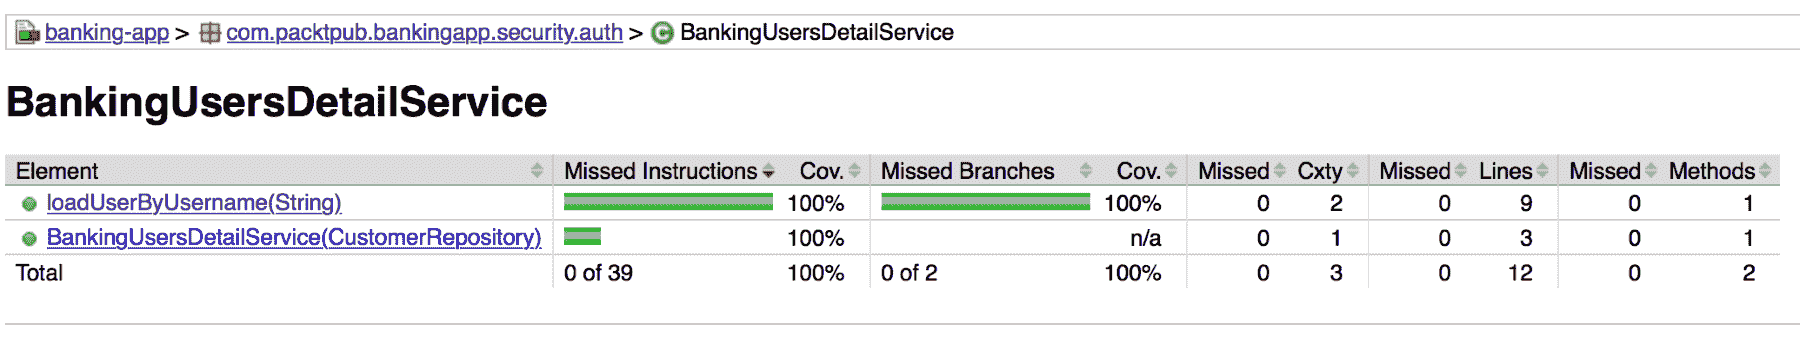 banking-app > com.packtpub.bankingapp.security.auth > BankingUsersDetailService
BankingUsersDetailService
Element Missed Instructions Cov. Missed Branches Cov. Missed Cxty Missed Lines Missed Methods
loadUserByUsername(String) 100% 100% 0 2 0 9 0 1
BankingUsersDetailService(CustomerRepository) 100% n/a 0 1 0 3 0 1
Total 0 of 39 100% 0 of 2 100% 0 3 0 12 0 2